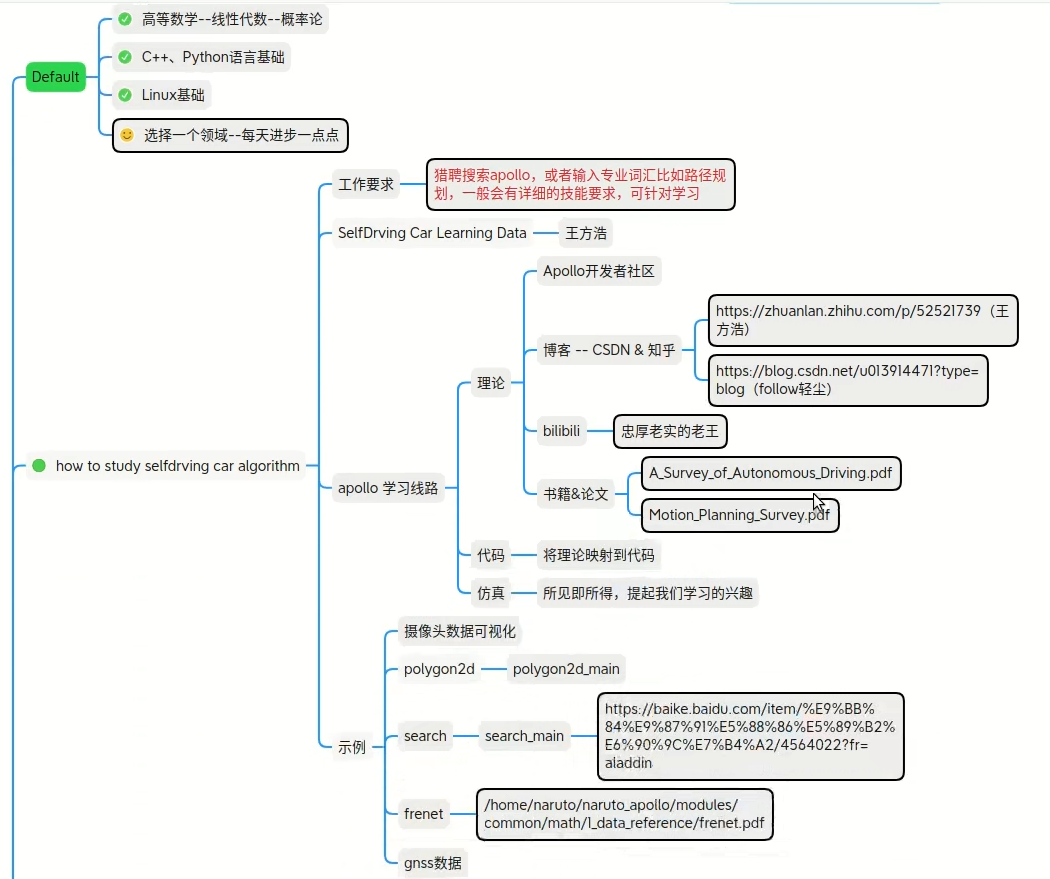 高等数学--线性代数--概率论
C++、Python语言基础
Default
Linux基础
选择一个领域--每天进步一点点
工作要求
猎聘搜索apollo，或者输入专业词汇比如路径规
划，一般会有详细的技能要求，可针对学习
SelfDrving Car Learning Data
王方浩
Apollo开发者社区
https://zhuanlan.zhihu.com/p/52521739（王
方浩）
博客 -- CSDN & 知乎
https://blog.csdn.net/u013914471?type=
blog（follow轻尘）
理论
bilibili
忠厚老实的老王
how to study selfdrving car algorithm
apollo 学习线路
书籍&论文
A_Survey_of_Autonomous_Driving.pdf
Motion_Planning_Survey.pdf
代码
将理论映射到代码
仿真
所见即所得，提起我们学习的兴趣
摄像头数据可视化
polygon2d
polygon2d_main
示例
search
search_main
https://baike.baidu.com/item/%E9%BB%
84%E9%87%91%E5%88%86%E5%89%B2%
E6%90%9C%E7%B4%A2/4564022?fr=
aladdin
frenet
/home/naruto/naruto_apollo/modules/
common/math/1_data_reference/frenet.pdf
gnss数据